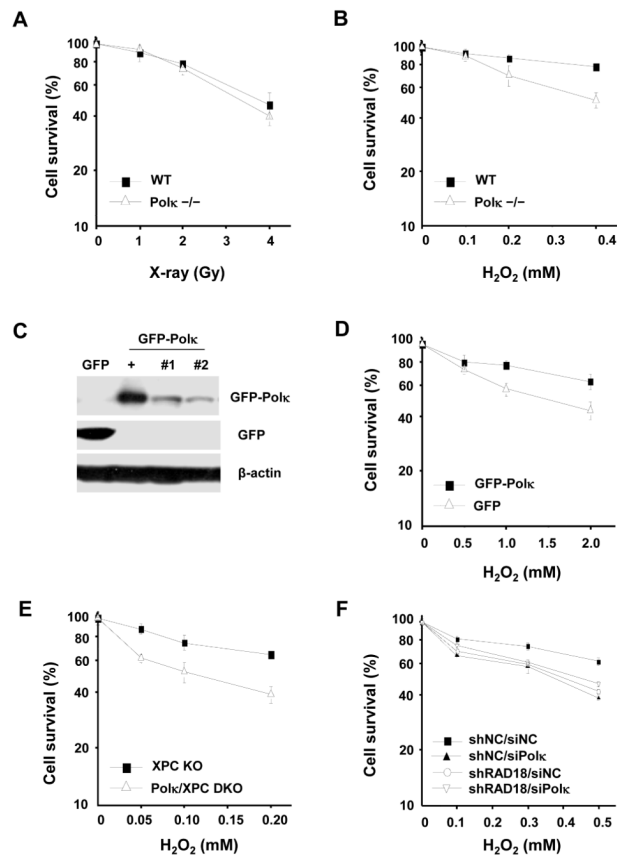 A
Cell survival (%)
100
80
60
40
20
10
WT
Polκ −/−
0
1
2
3
4
X-ray (Gy)
B
Cell survival (%)
100
80
60
40
20
10
WT
Polκ −/−
0
0.1
0.2
0.3
0.4
H2O2 (mM)
C
GFP-Polκ
GFP + #1 #2
GFP-Polκ
GFP
β-actin
D
Cell survival (%)
100
80
60
40
20
10
GFP-Polκ
GFP
0
0.5
1.0
1.5
2.0
H2O2 (mM)
E
Cell survival (%)
100
80
60
40
20
10
XPC KO
Polκ/XPC DKO
0
0.05
0.10
0.15
0.20
H2O2 (mM)
F
Cell survival (%)
100
80
60
40
20
10
shNC/siNC
shNC/siPolκ
shRAD18/siNC
shRAD18/siPolκ
0
0.1
0.2
0.3
0.4
0.5
H2O2 (mM)